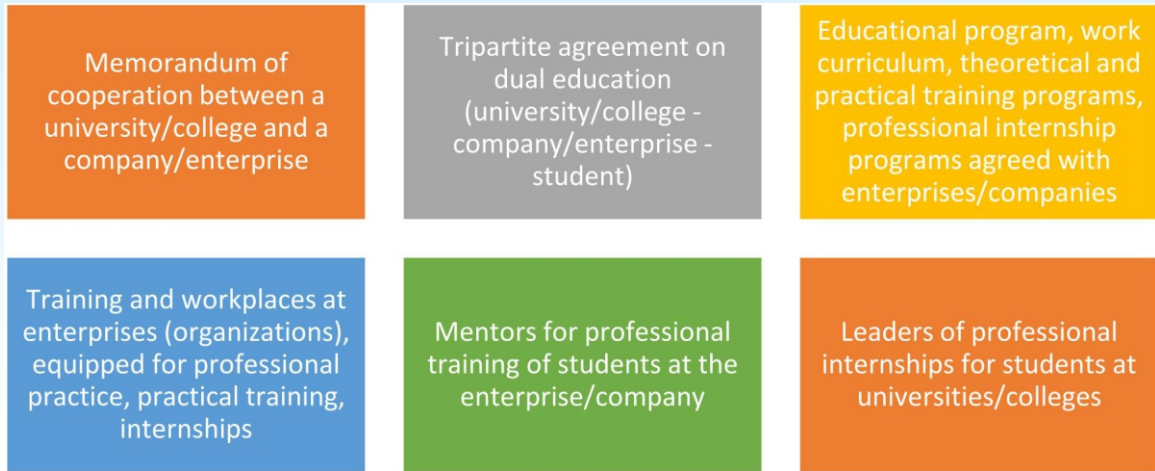 Memorandum of
cooperation between a
university/college and a
company/enterprise
Tripartite agreement on
dual education
(university/college -
company/enterprise -
student)
Educational program, work
curriculum, theoretical and
practical training programs,
professional internship
programs agreed with
enterprises/companies
Training and workplaces at
enterprises (organizations),
equipped for professional
practice, practical training,
internships
Mentors for professional
training of students at the
enterprise/company
Leaders of professional
internships for students at
universities/colleges